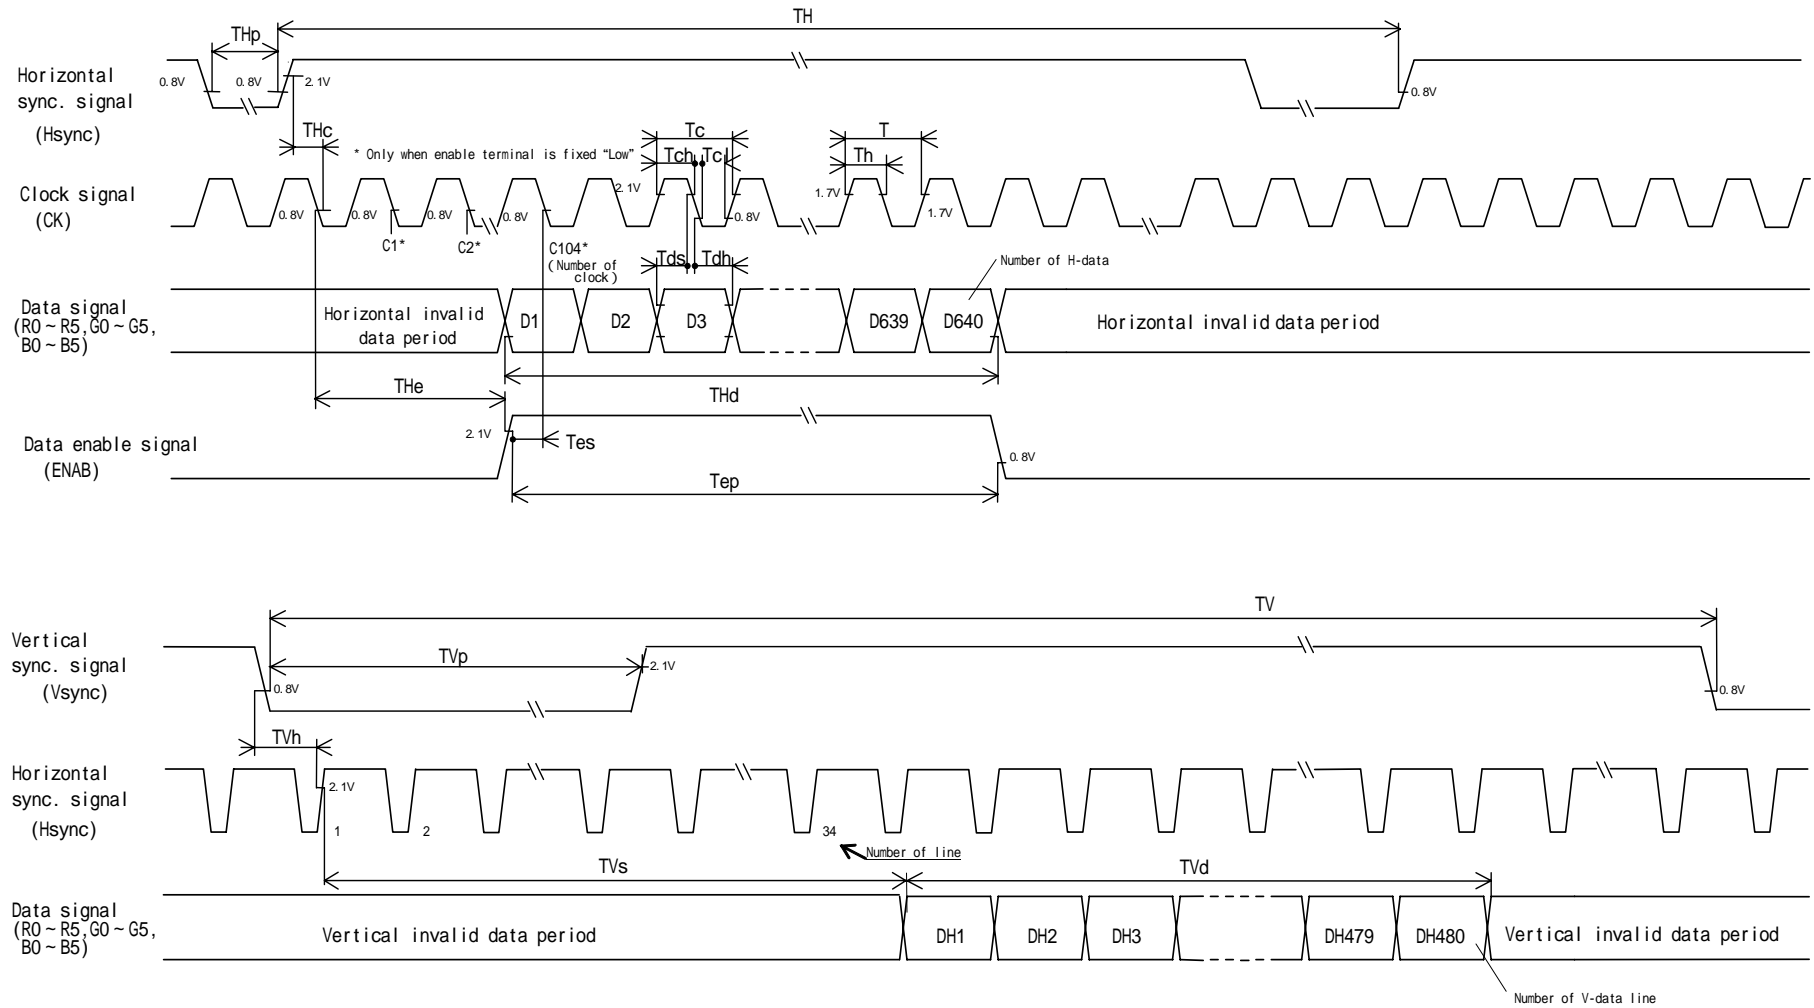 TH
THp
Horizontal
sync. signal
(Hsync)
0.8V
0.8V
2.1V
0.8V
THc
* Only when enable terminal is fixed "Low"
Tc
Tch
Tcl
T
Th
Clock signal
(CK)
0.8V
0.8V
0.8V
0.8V
2.1V
0.8V
1.7V
1.7V
C1*
C2*
C104*
(Number of
clock)
Tds
Tdh
Number of H-data
Data signal
(R0~R5,G0~G5,
B0~B5)
Horizontal invalid
data period
D1
D2
D3
D639
D640
Horizontal invalid data period
THe
THd
Data enable signal
(ENAB)
2.1V
Tes
0.8V
Tep
TV
Vertical
sync. signal
(Vsync)
TVp
0.8V
2.1V
0.8V
TVh
Horizontal
sync. signal
(Hsync)
2.1V
1
2
34
Number of line
TVs
TVd
Data signal
(R0~R5,G0~G5,
B0~B5)
Vertical invalid data period
DH1
DH2
DH3
DH479
DH480
Vertical invalid data period
Number of V-data line